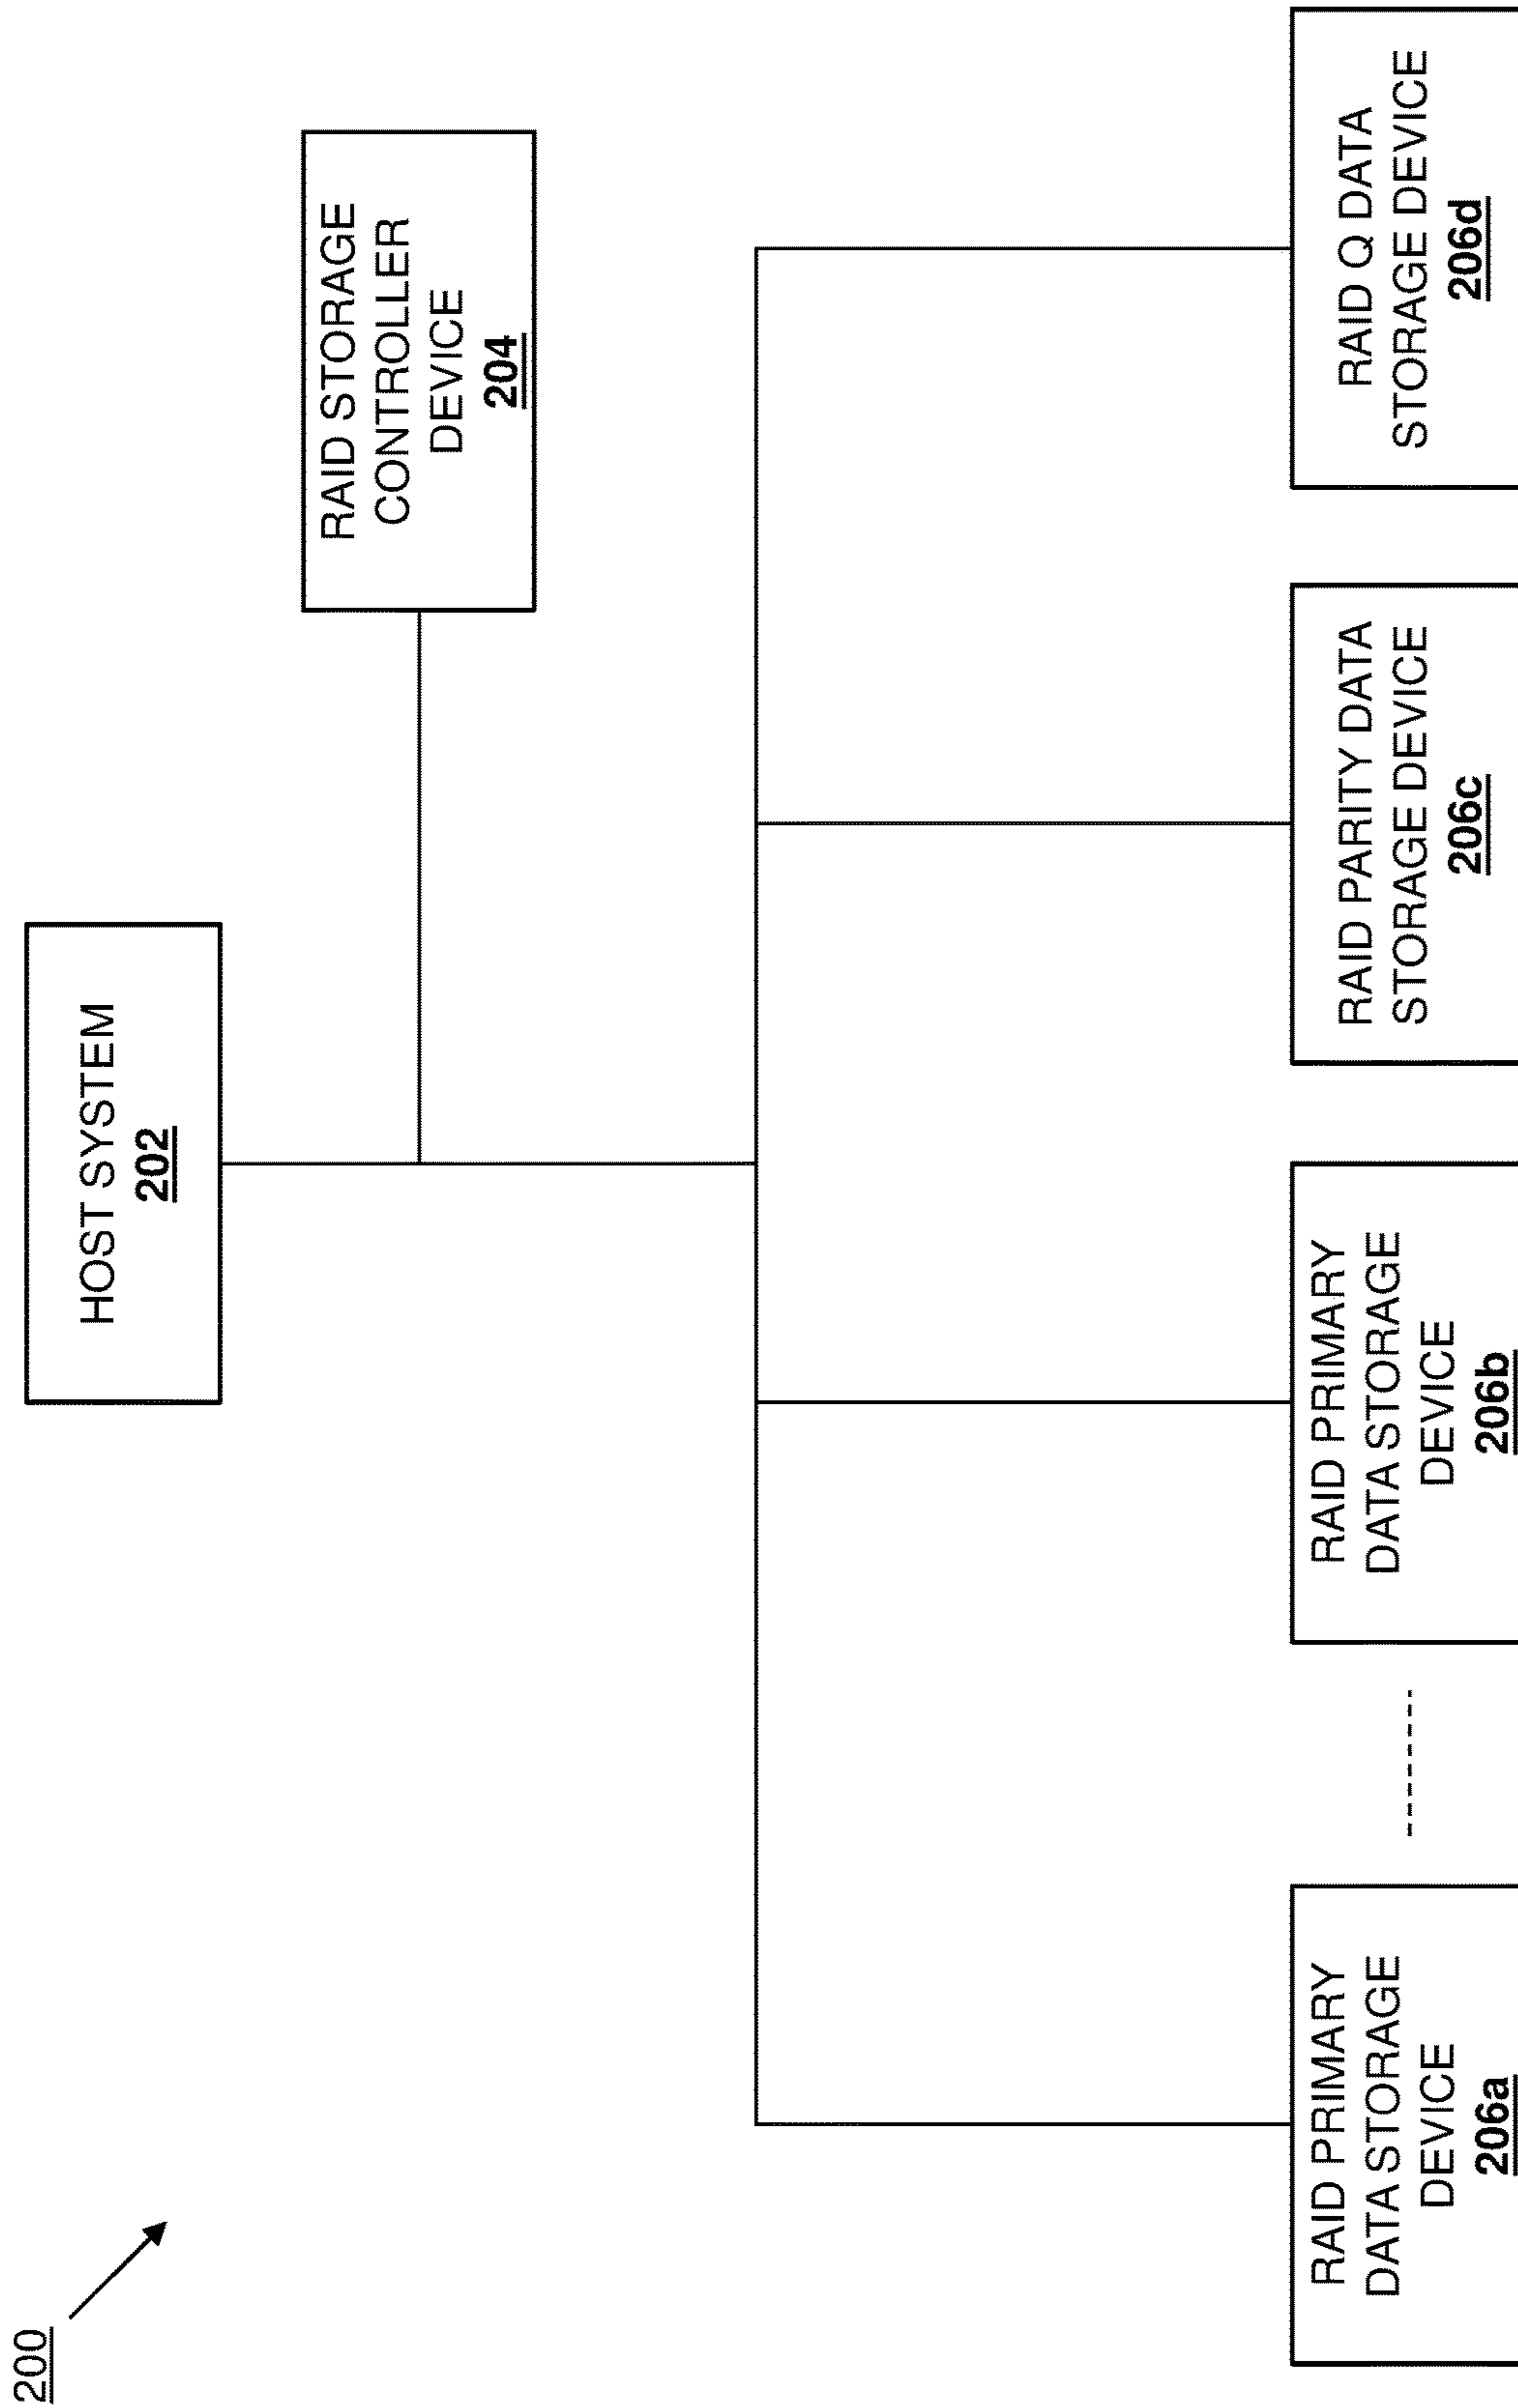 200
HOST SYSTEM
202
RAID STORAGE
CONTROLLER
DEVICE
204
RAID PRIMARY
DATA STORAGE
DEVICE
206a
RAID PRIMARY
DATA STORAGE
DEVICE
206b
RAID PARITY DATA
STORAGE DEVICE
206c
RAID Q DATA
STORAGE DEVICE
206d